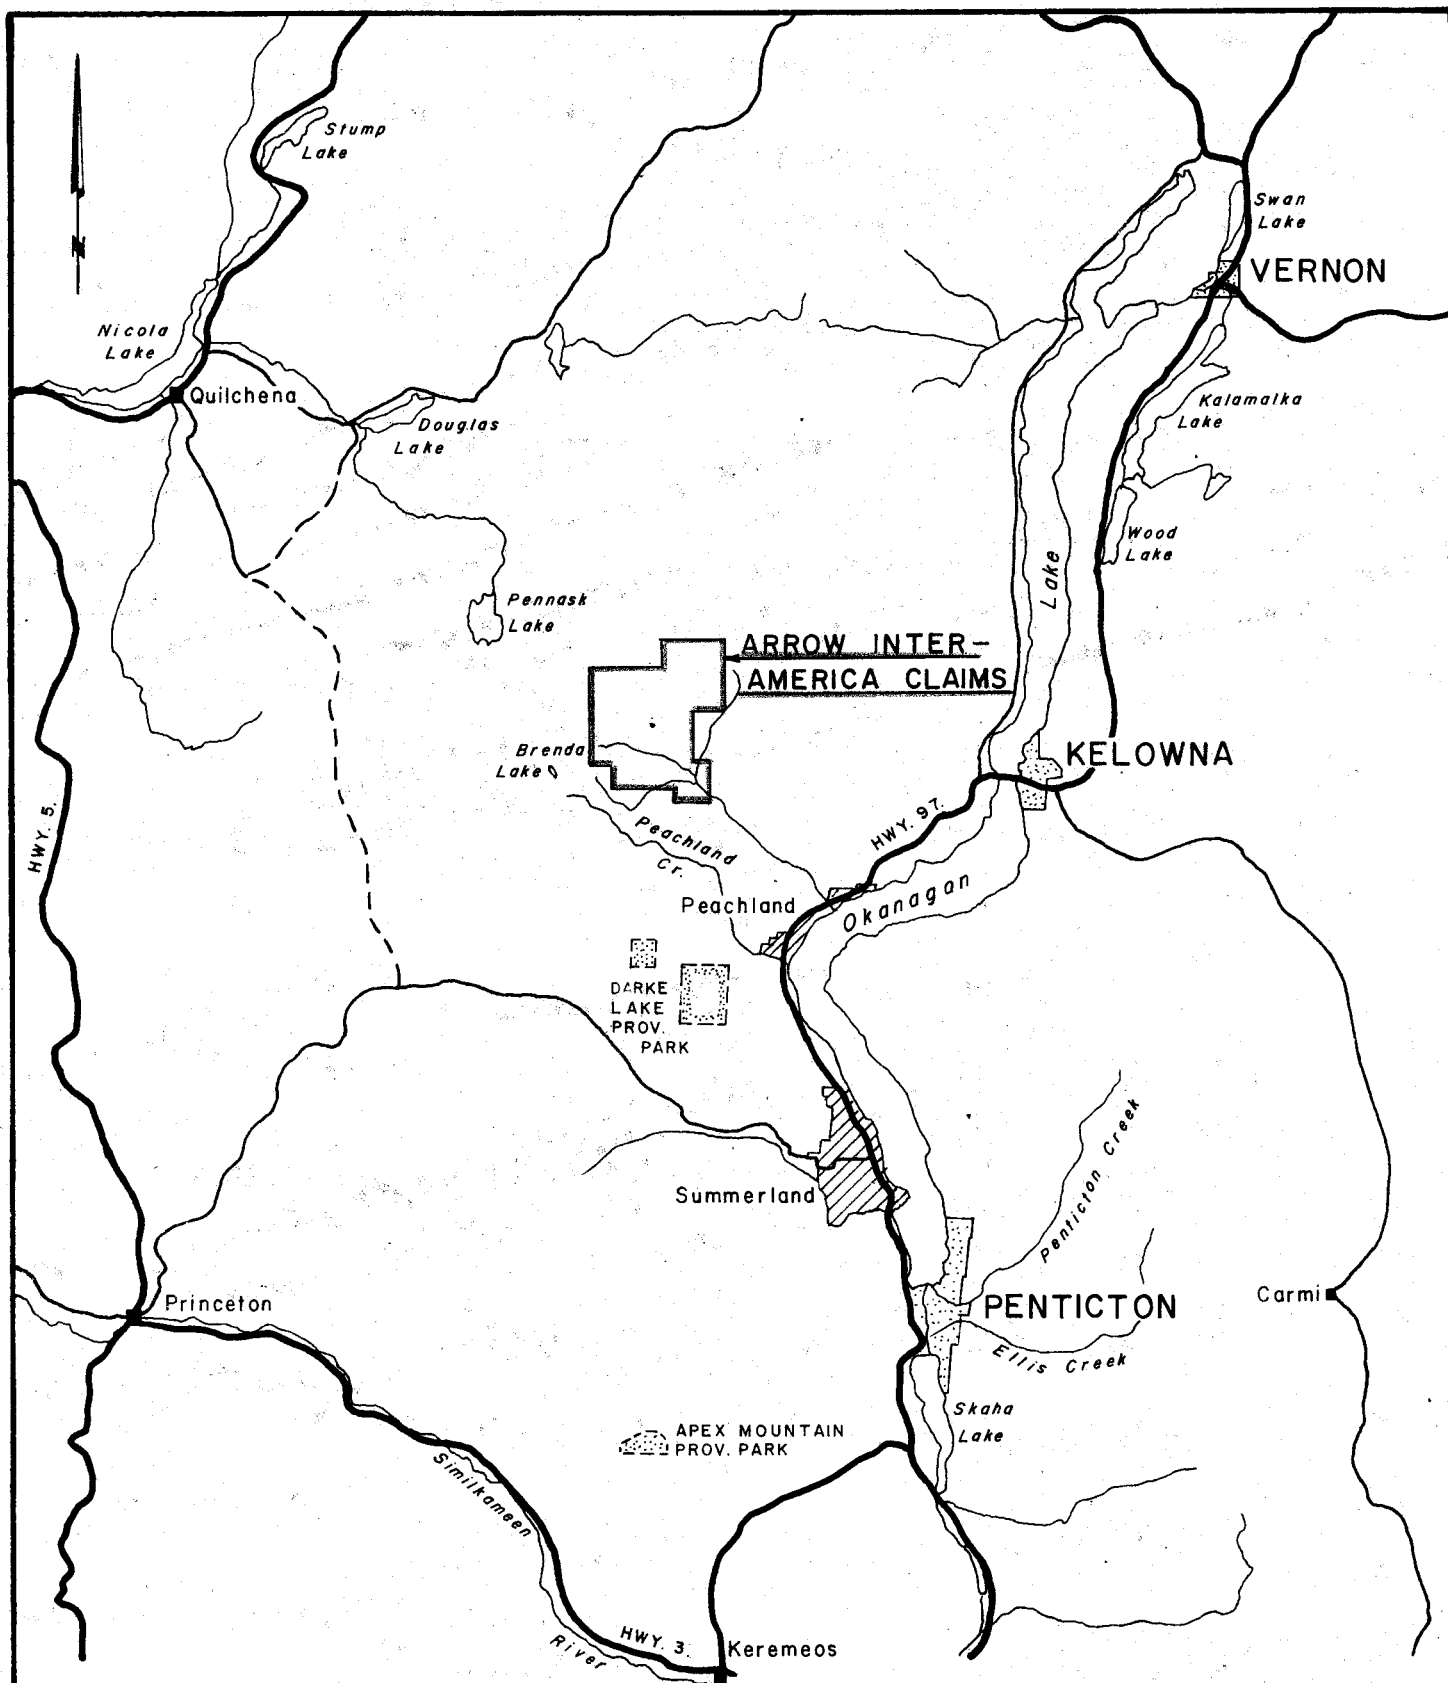 Stump
Lake
N
Swan
Lake
VERNON
Nicola
Lake
Quilchena
Douglas
Lake
Kalamalka
Lake
Wood
Lake
Lake
Pennask
Lake
ARROW INTER-
AMERICA CLAIMS
Brenda
Lake
KELOWNA
HWY. 5.
HWY. 97.
Peachland
Cr.
Okanagan
Peachland
DARKE
LAKE
PROV.
PARK
Penticton Creek
Summerland
Princeton
PENTICTON
Carmi
Ellis Creek
Skaha
Lake
APEX MOUNTAIN
PROV. PARK
Similkameen
River
HWY. 3.
Keremeos